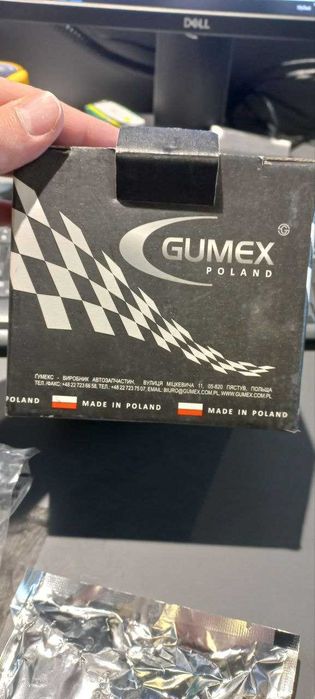 DELL
GUMEX
G
POLAND
ГУМЕКС - ВИРОБНИК АВТОЗАПЧАСТИН, ВУЛИЦЯ МІЦКЕВИЧА 11, 05-820 ПЯСТУВ, ПОЛЬЩА
ТЕЛ./ФАКС: +48 22 723 66 58, ТЕЛ.: +48 22 723 75 07, EMAIL: BIURO@GUMEX.COM.PL, WWW.GUMEX.COM.PL
POLAND MADE IN POLAND MADE IN POLAND